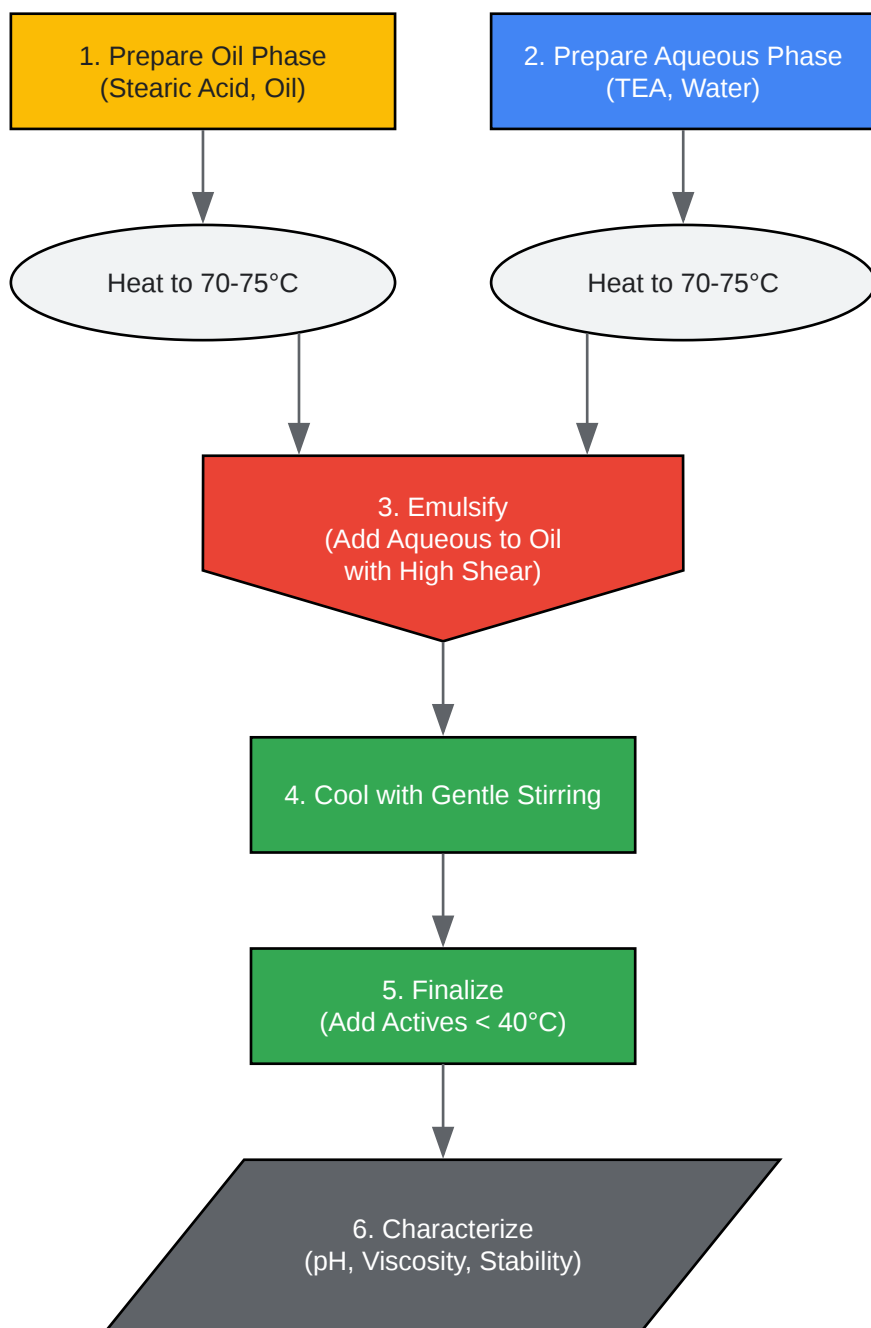 1. Prepare Oil Phase
(Stearic Acid, Oil)
2. Prepare Aqueous Phase
(TEA, Water)
Heat to 70-75°C
Heat to 70-75°C
3. Emulsify
(Add Aqueous to Oil
with High Shear)
4. Cool with Gentle Stirring
5. Finalize
(Add Actives < 40°C)
6. Characterize
(pH, Viscosity, Stability)